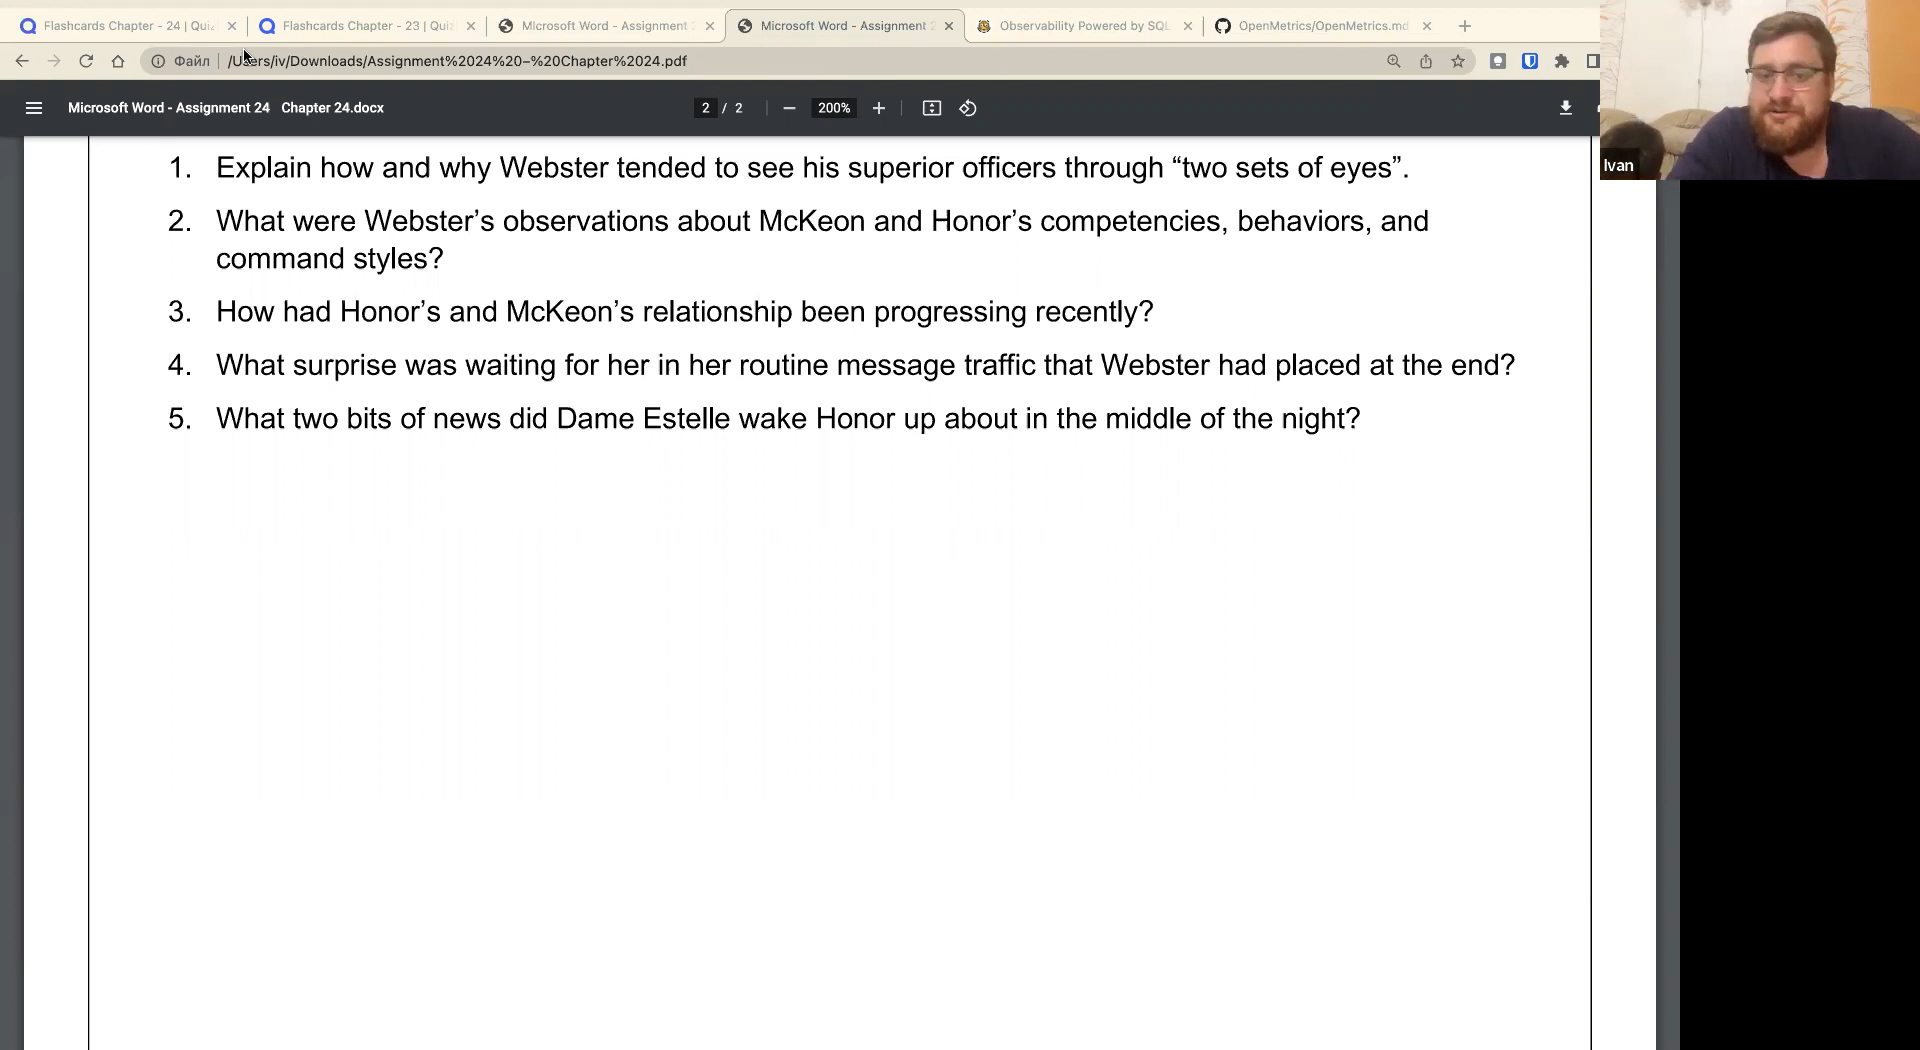 Flashcards Chapter - 24 | Quiz
Flashcards Chapter - 23 | Quiz
Microsoft Word - Assignment 2
Microsoft Word - Assignment 2
Observability Powered by SQL
OpenMetrics/OpenMetrics.md
Файл
/Users/iv/Downloads/Assignment%2024%20–%20Chapter%2024.pdf
Microsoft Word - Assignment 24 Chapter 24.docx
2 / 2
200%
Ivan
1. Explain how and why Webster tended to see his superior officers through “two sets of eyes”.
2. What were Webster’s observations about McKeon and Honor’s competencies, behaviors, and
command styles?
3. How had Honor’s and McKeon’s relationship been progressing recently?
4. What surprise was waiting for her in her routine message traffic that Webster had placed at the end?
5. What two bits of news did Dame Estelle wake Honor up about in the middle of the night?